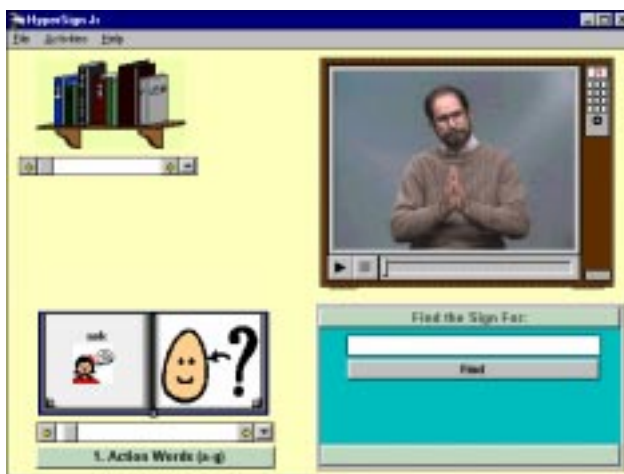 HyperSign Jr
File Activities Help
ask
Find the Sign For:
Find
1. Action Words (a-g)